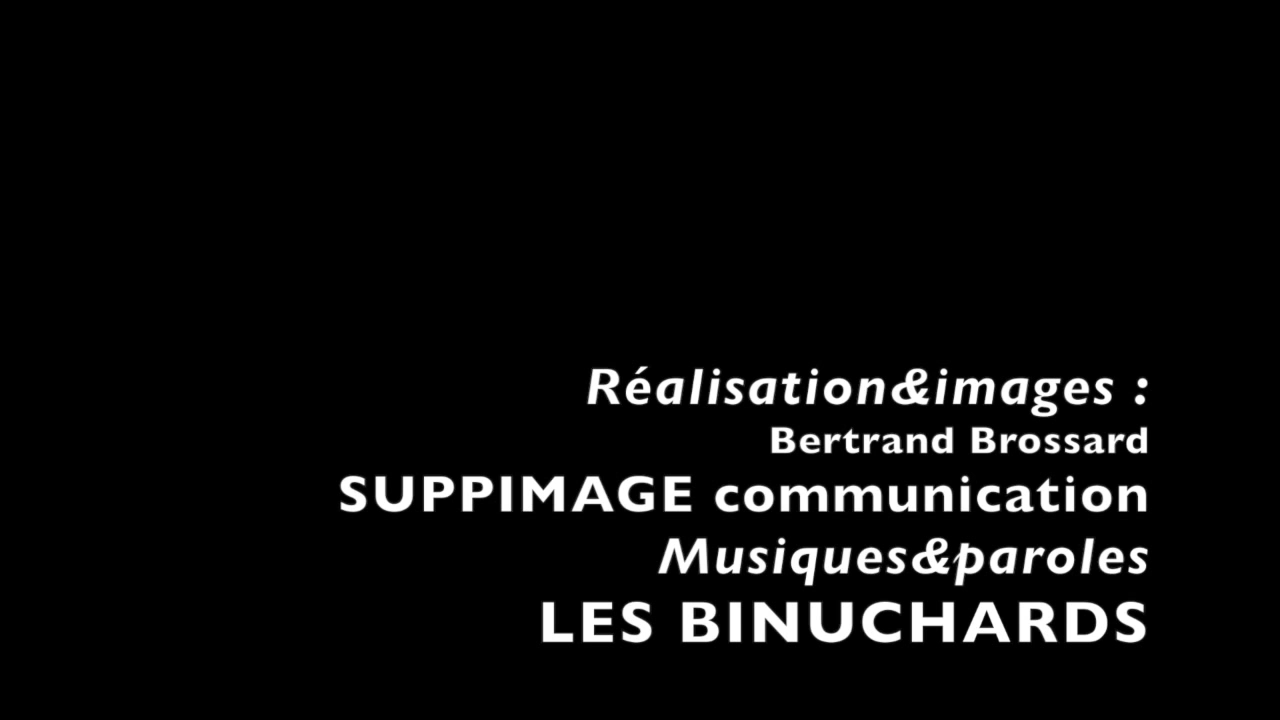 Réalisation&images :
Bertrand Brossard
SUPPIMAGE communication
Musiques&paroles
LES BINUCHARDS